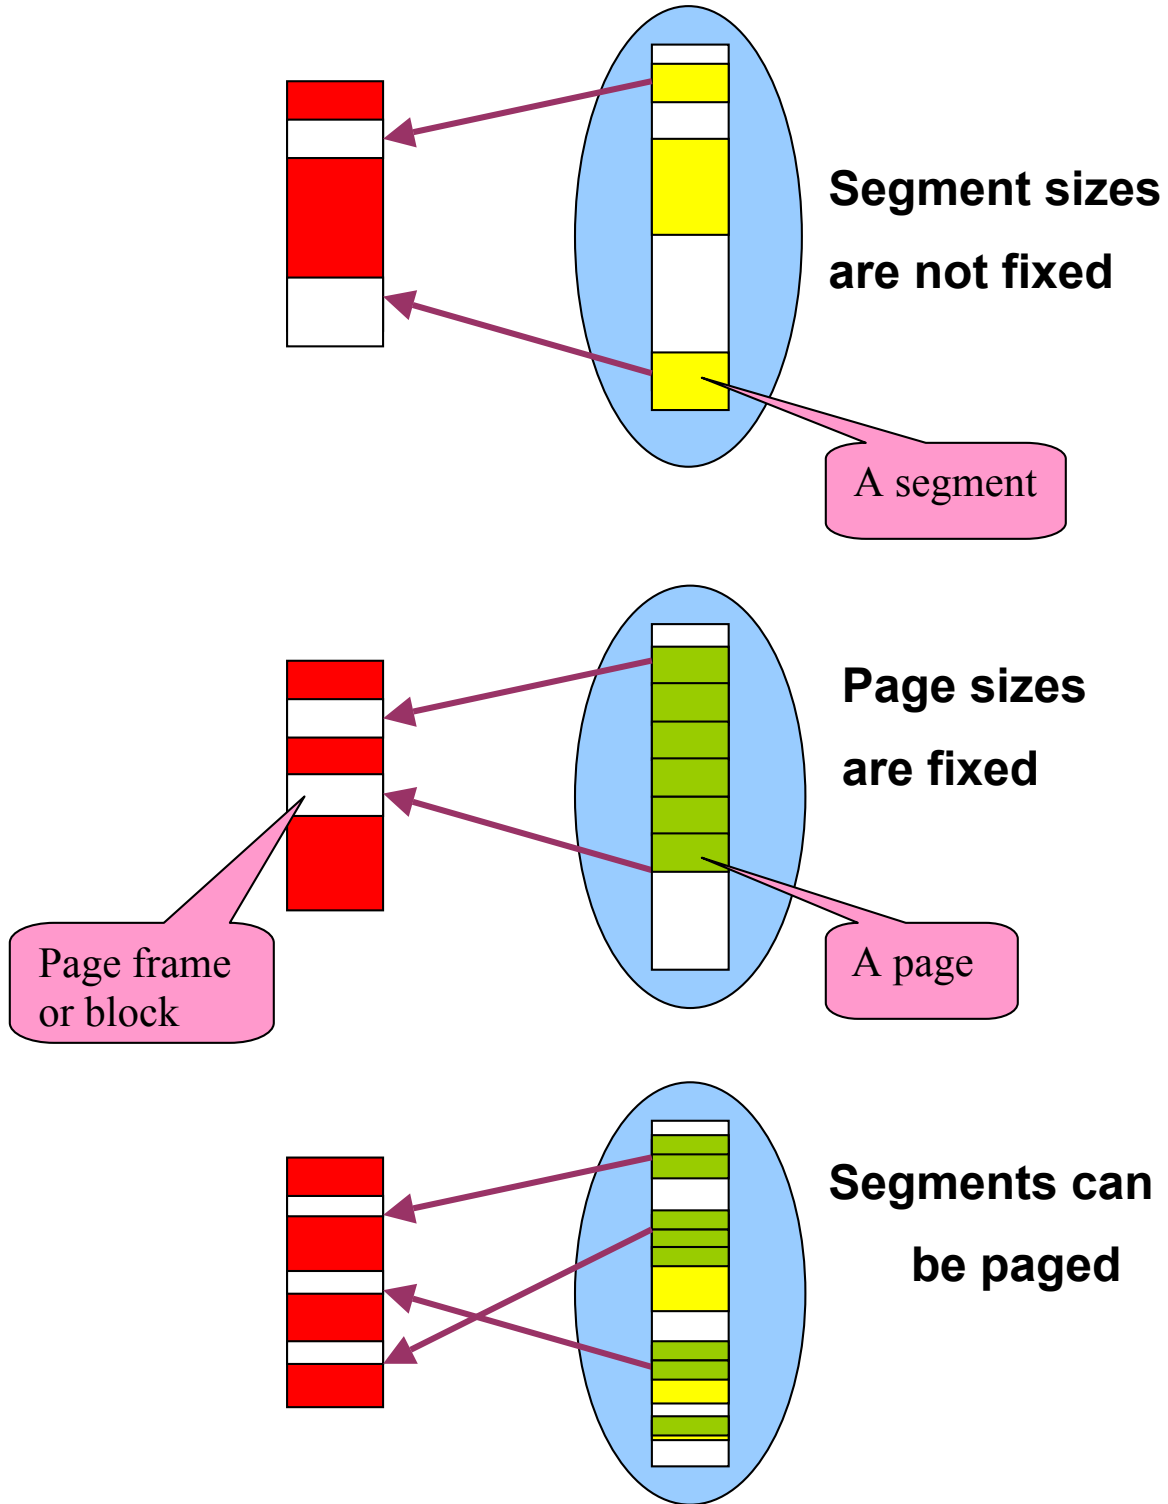 Segment sizes
are not fixed
A segment
Page sizes
are fixed
Page frame
or block
A page
Segments can
be paged